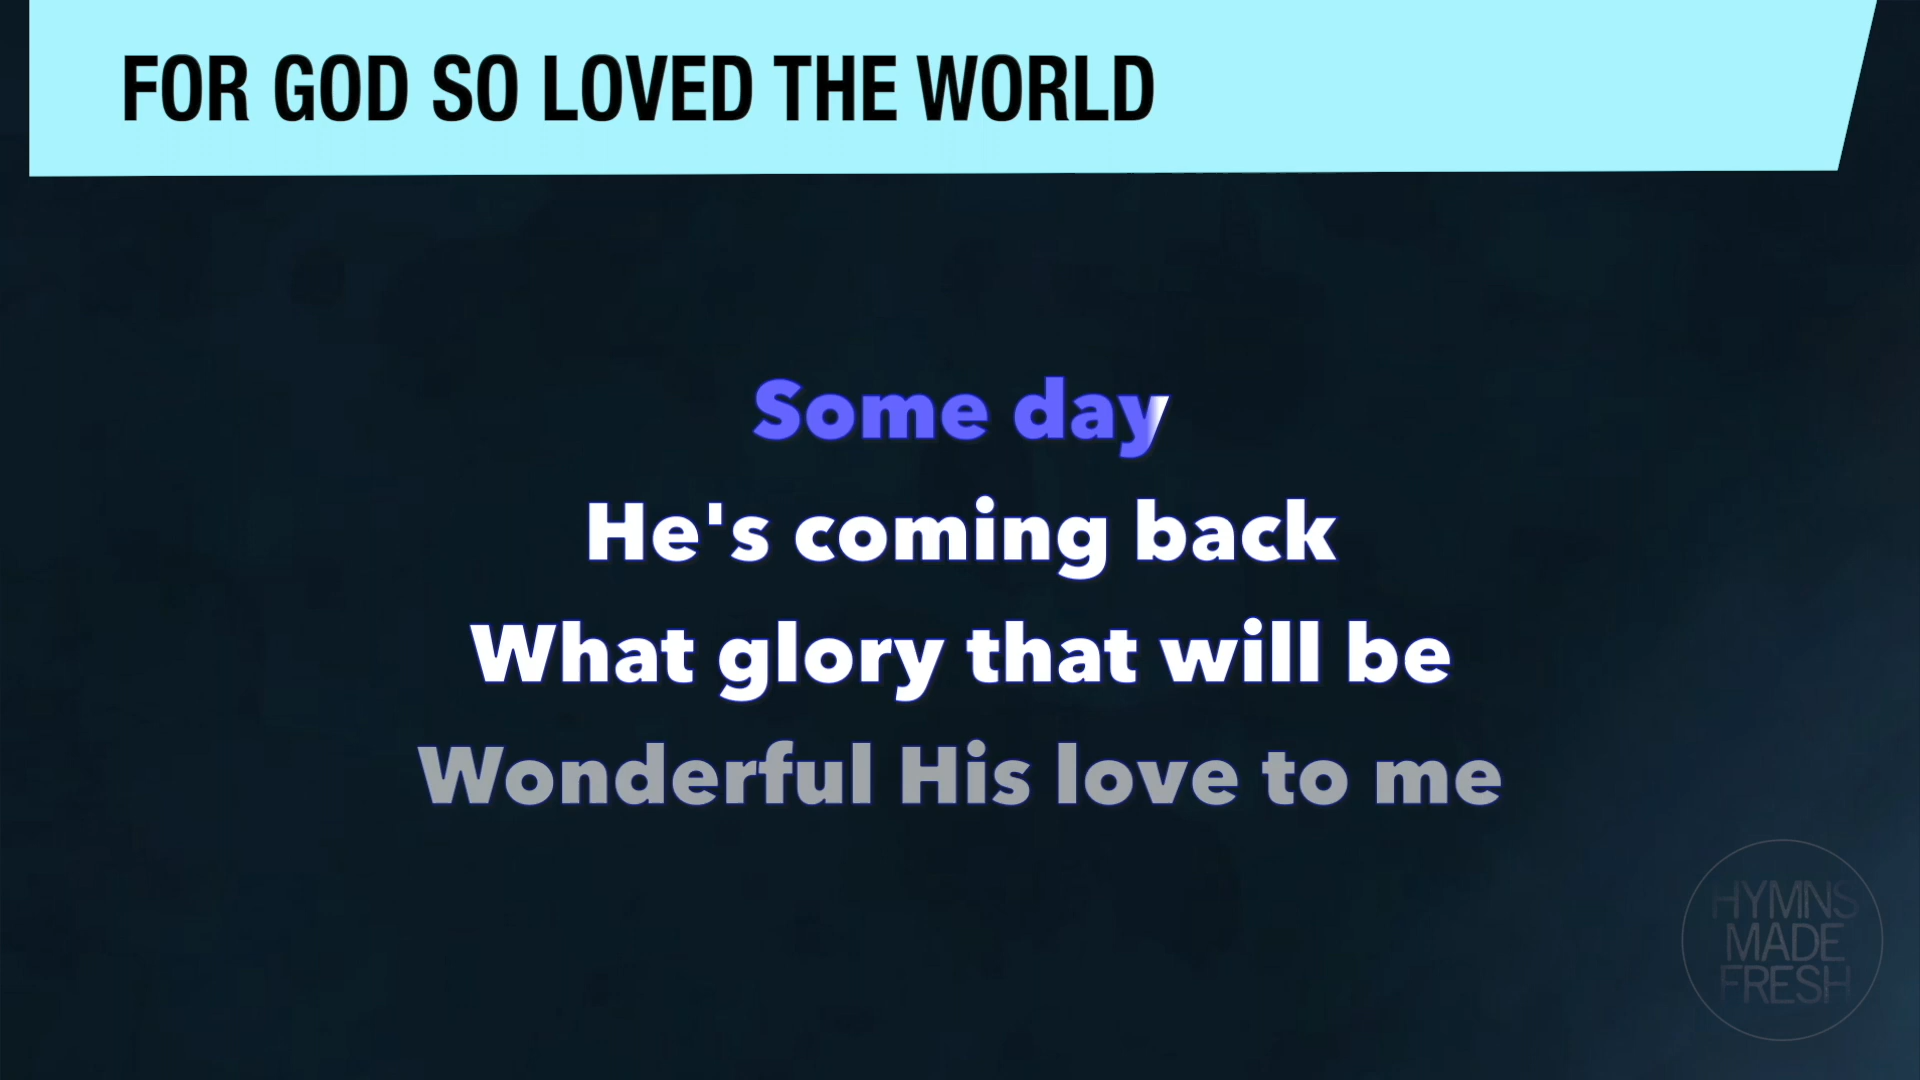 FOR GOD SO LOVED THE WORLD
Some day
He's coming back
What glory that will be
Wonderful His love to me
HYMNS
MADE
FRESH